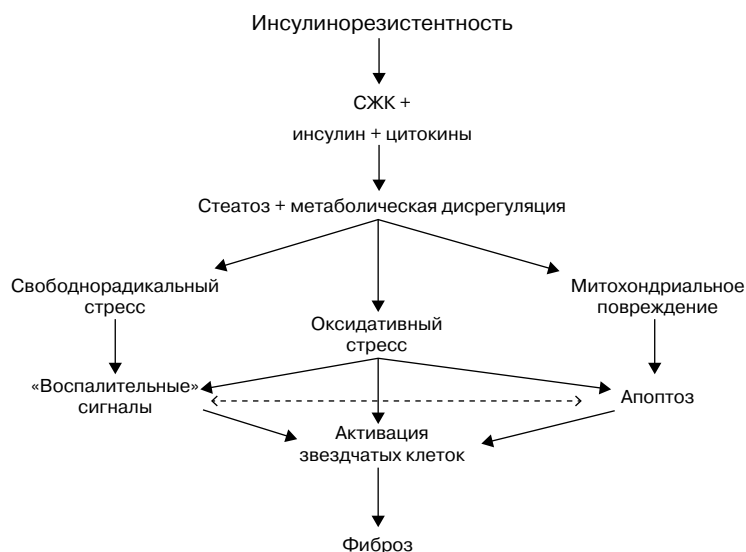 Инсулинорезистентность
СЖК +
инсулин + цитокины
Стеатоз + метаболическая дисрегуляция
Свободнорадикальный
стресс
Митохондриальное
повреждение
Оксидативный
стресс
«Воспалительные»
сигналы
Апоптоз
Активация
звездчатых клеток
Фиброз